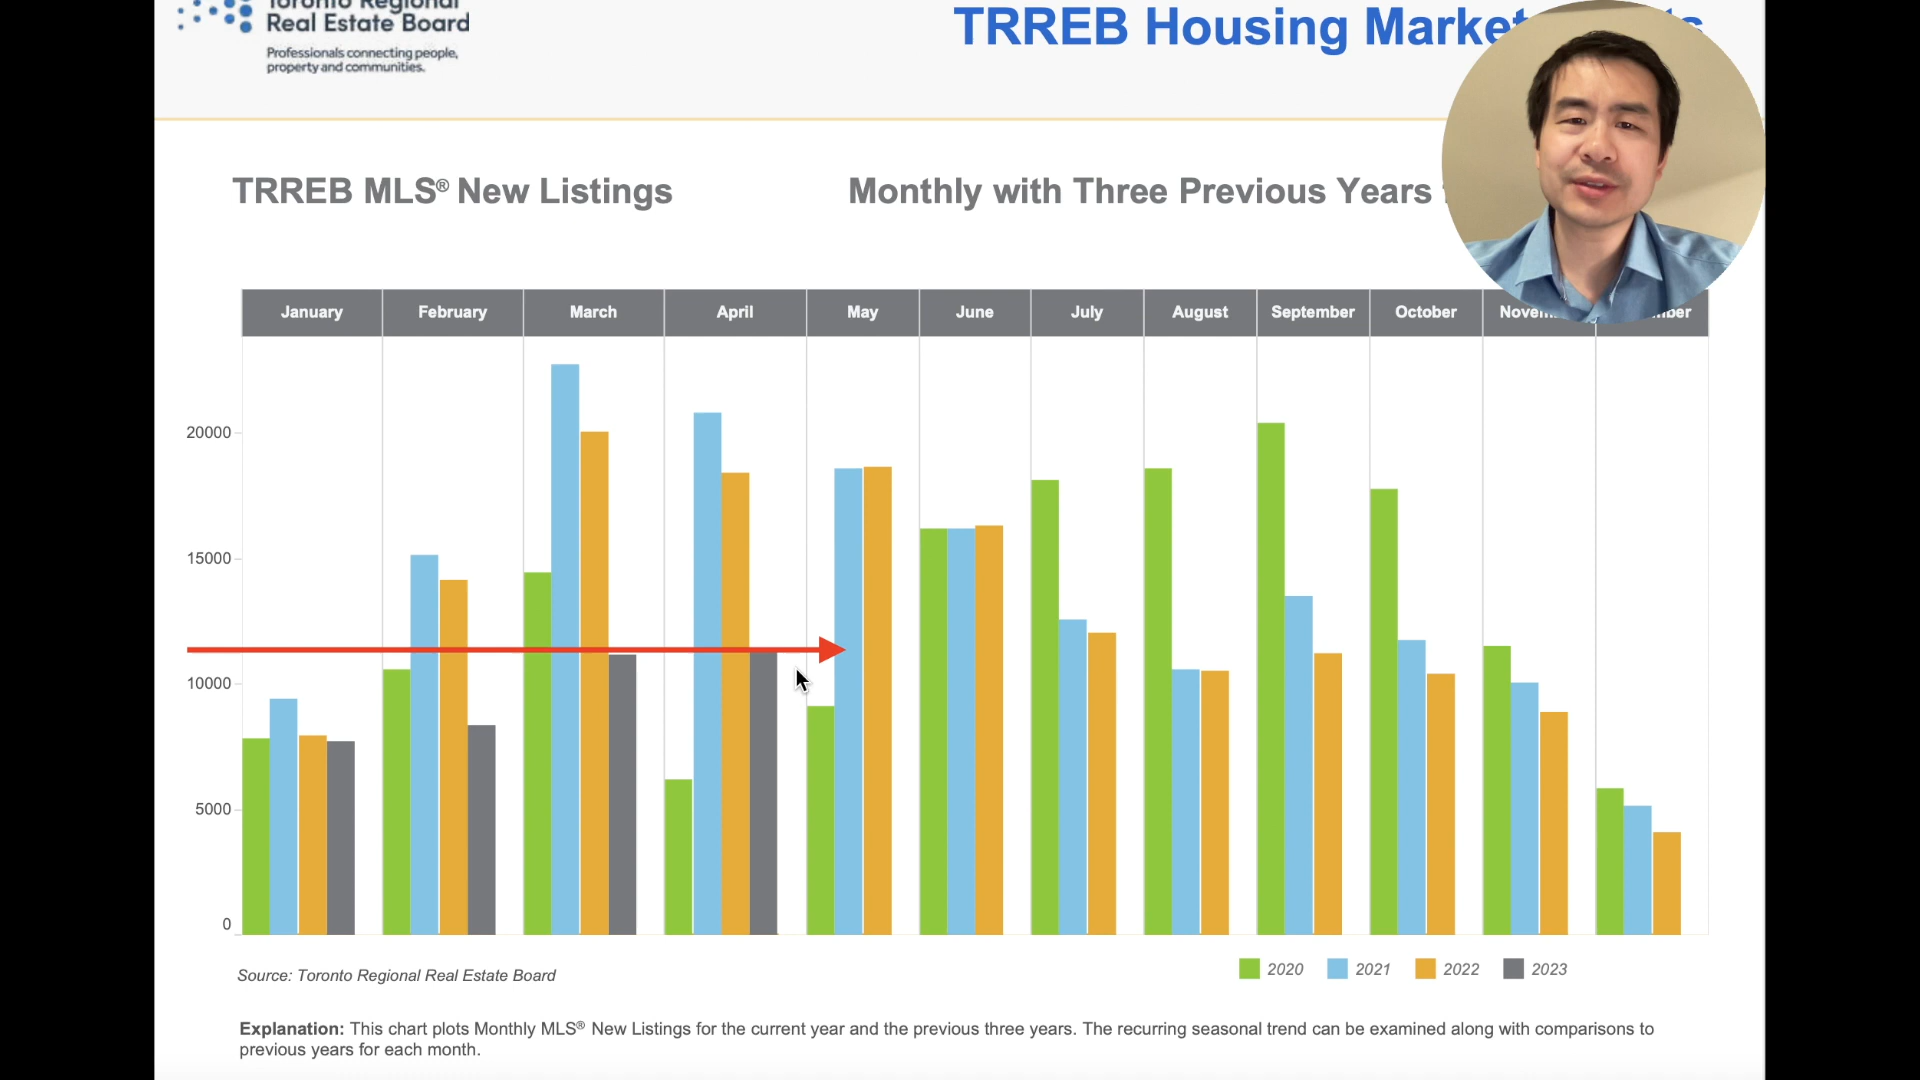 Toronto Regional
Real Estate Board
Professionals connecting people,
property and communities.
TRREB Housing Market
TRREB MLS® New Listings
Monthly with Three Previous Years
January February March April May June July August September October
20000
15000
10000
5000
0
Source: Toronto Regional Real Estate Board
2020 2021 2022 2023
Explanation: This chart plots Monthly MLS® New Listings for the current year and the previous three years. The recurring seasonal trend can be examined along with comparisons to
previous years for each month.